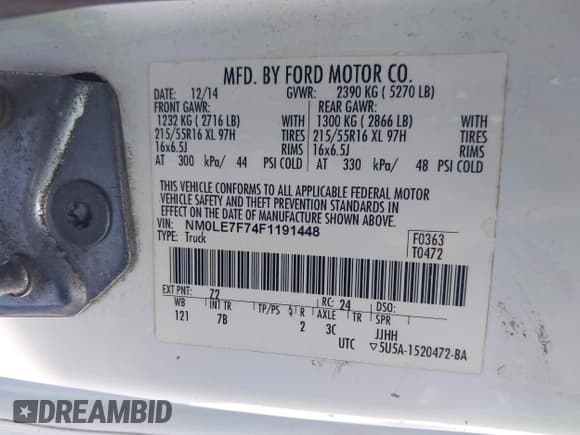 MFD. BY FORD MOTOR CO.
DATE: 12/14 GVWR: 2390 KG ( 5270 LB)
FRONT GAWR: REAR GAWR:
1232 KG ( 2716 LB) WITH 1300 KG ( 2866 LB) WITH
215/55R16 XL 97H TIRES 215/55R16 XL 97H TIRES
16x6.5J RIMS 16x6.5J RIMS
AT 300 kPa/ 44 PSI COLD AT 330 kPa/ 48 PSI COLD
THIS VEHICLE CONFORMS TO ALL APPLICABLE FEDERAL MOTOR
VEHICLE SAFETY AND THEFT PREVENTION STANDARDS IN
EFFECT ON THE DATE OF MANUFACTURE SHOWN ABOVE.
VIN: NM0LE7F74F1191448
TYPE: Truck
F0363
T0472
EXT PNT: Z2 RC: 24 DSO:
WB INT TR TP/PS R AXLE TR SPR
121 7B 2 3C JJHH
UTC ▽5U5A-1520472-BA
DREAMBID